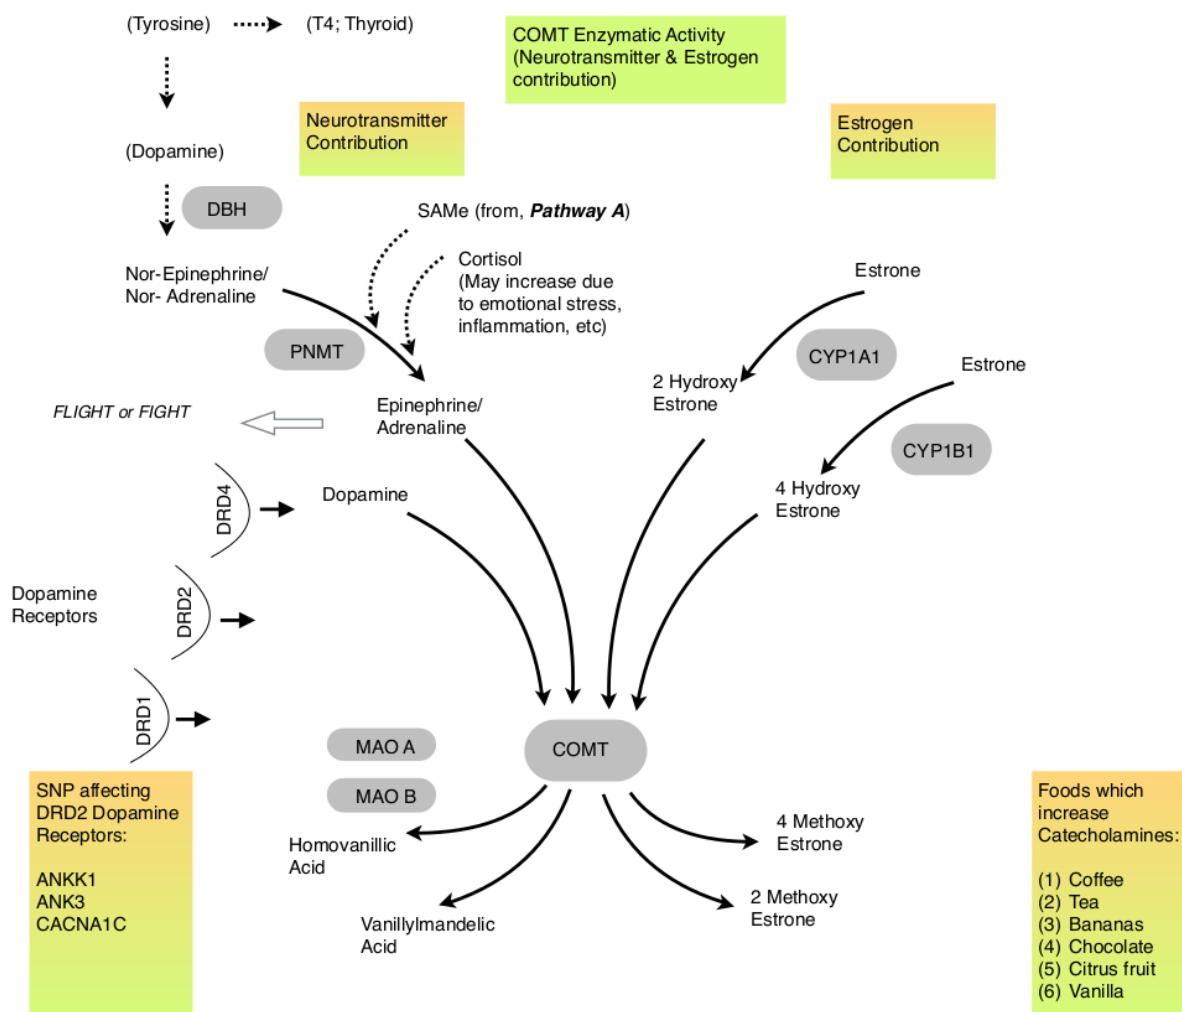 (Tyrosine)
(T4; Thyroid)
COMT Enzymatic Activity
(Neurotransmitter & Estrogen
contribution)
Neurotransmitter
Contribution
Estrogen
Contribution
(Dopamine)
DBH
SAMe (from, Pathway A)
Cortisol
(May increase due
to emotional stress,
inflammation, etc)
Nor-Epinephrine/
Nor- Adrenaline
PNMT
Estrone
CYP1A1
Estrone
2 Hydroxy
Estrone
CYP1B1
FLIGHT or FIGHT
Epinephrine/
Adrenaline
4 Hydroxy
Estrone
DRD4
Dopamine
Dopamine
Receptors
DRD2
DRD1
MAO A
MAO B
COMT
SNP affecting
DRD2 Dopamine
Receptors:
ANKK1
ANK3
CACNA1C
Homovanillic
Acid
Vanillylmandelic
Acid
4 Methoxy
Estrone
2 Methoxy
Estrone
Foods which
increase
Catecholamines:
(1) Coffee
(2) Tea
(3) Bananas
(4) Chocolate
(5) Citrus fruit
(6) Vanilla